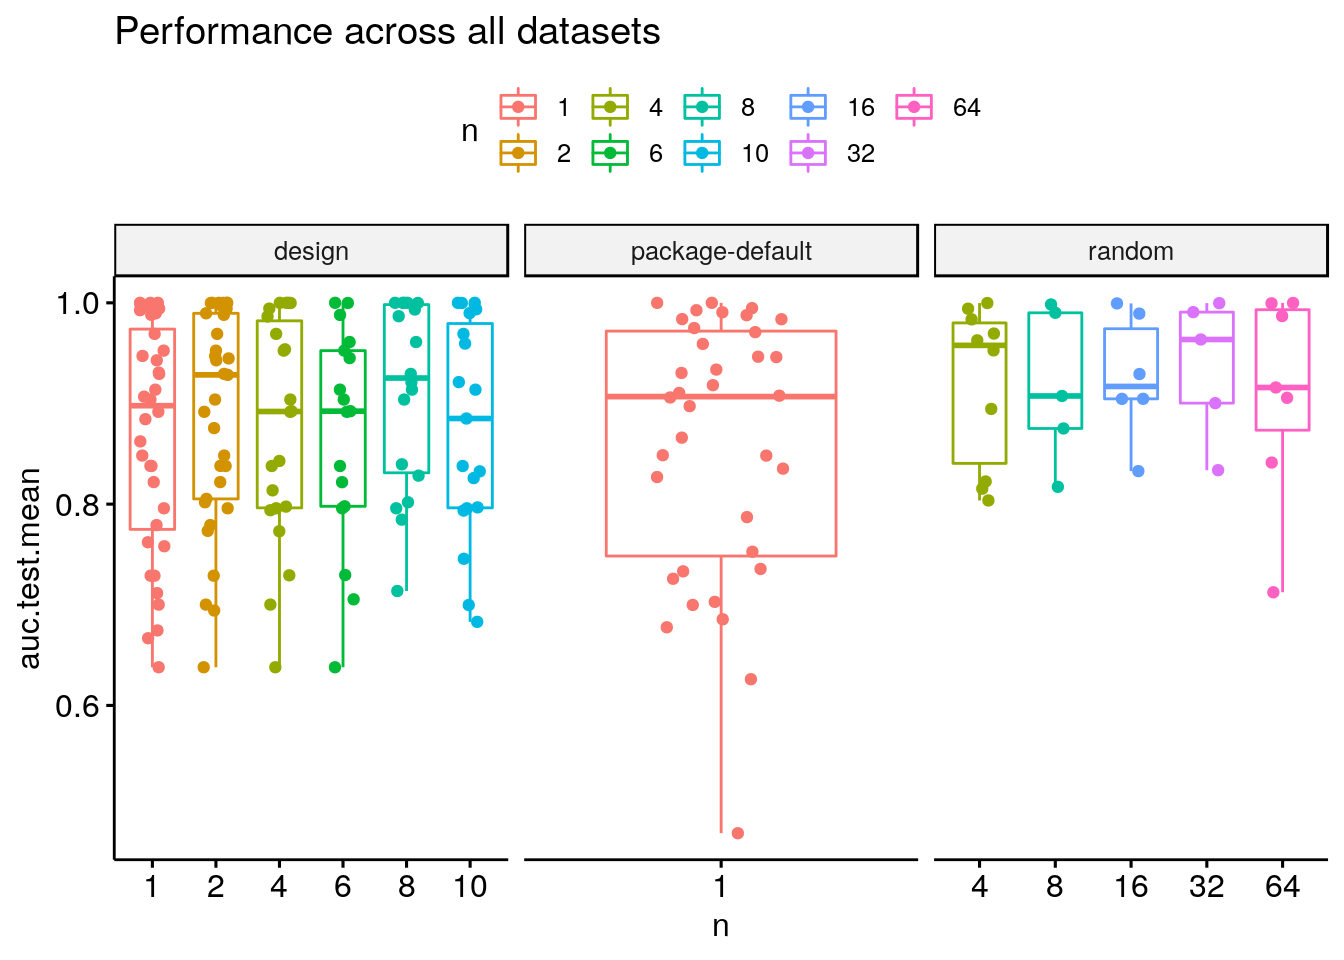 Performance across all datasets
n 1 4 8 16 64
2 6 10 32
design package-default random
1.0
0.8
0.6
auc.test.mean
1 2 4 6 8 10 1 4 8 16 32 64
n